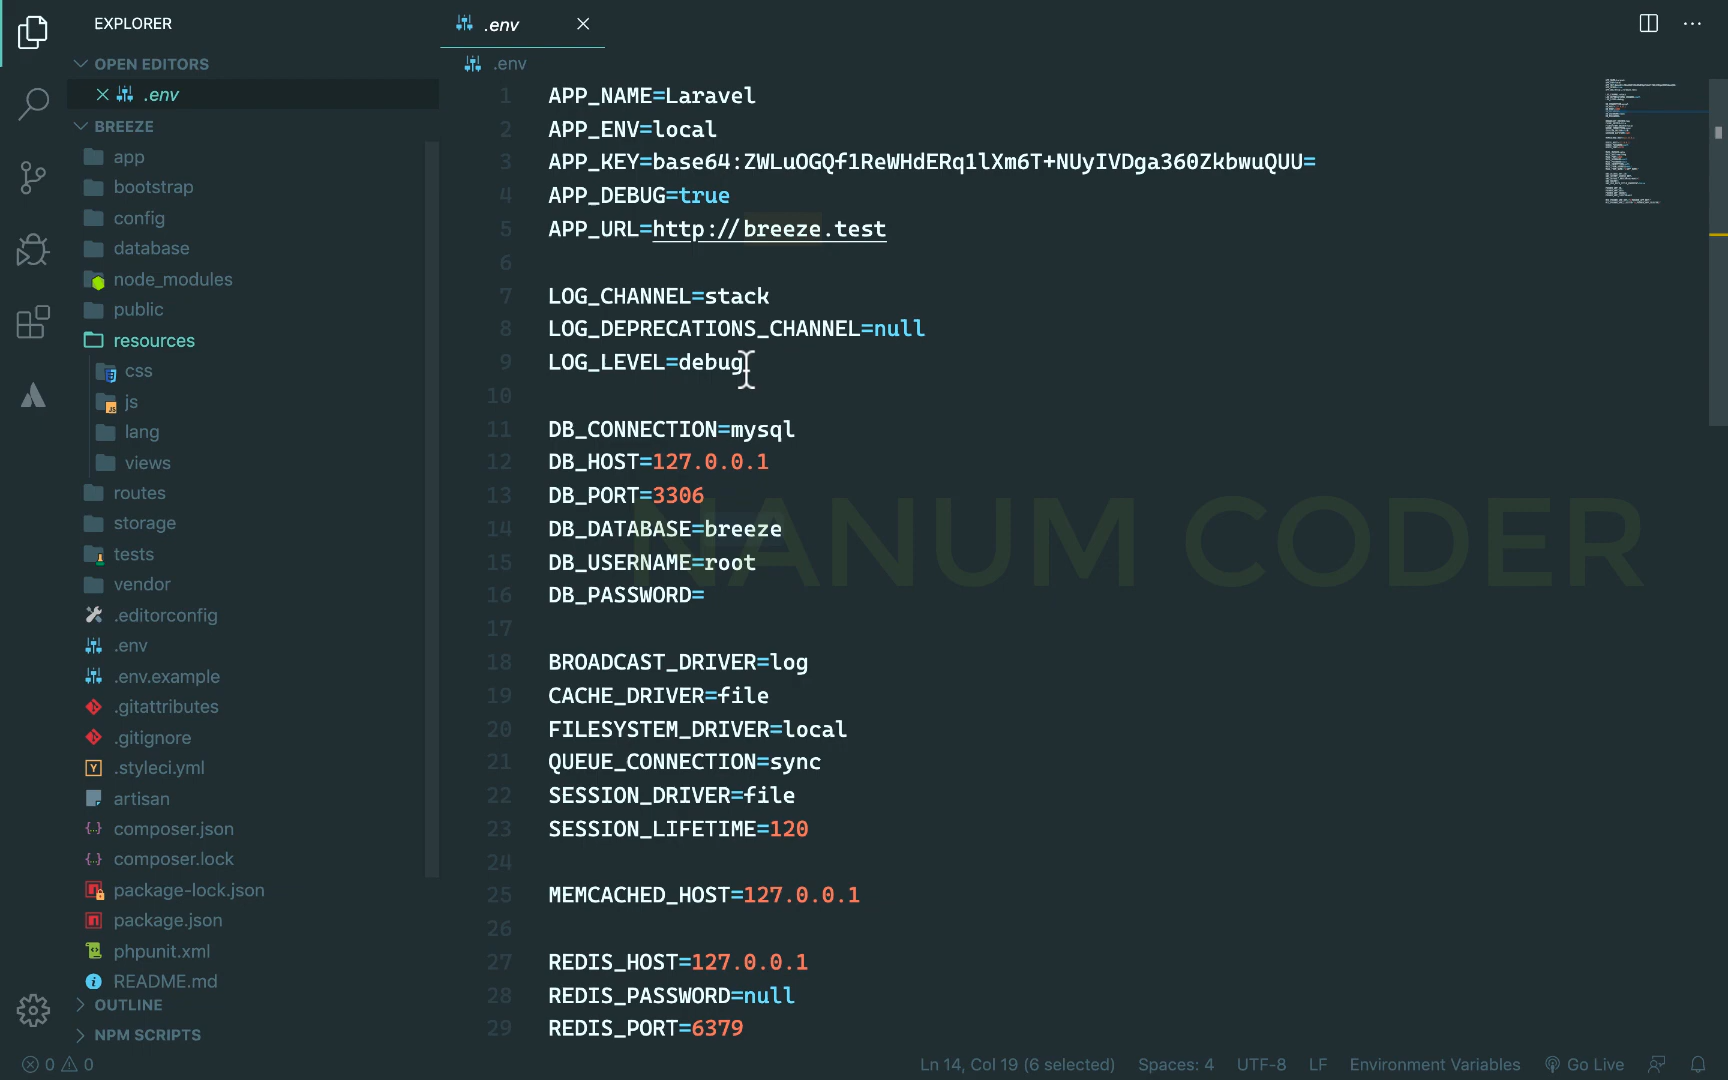 EXPLORER
OPEN EDITORS
.env
BREEZE
app
bootstrap
config
database
node_modules
public
resources
css
js
lang
views
routes
storage
tests
vendor
.editorconfig
.env
.env.example
.gitattributes
.gitignore
.styleci.yml
artisan
composer.json
composer.lock
package-lock.json
package.json
phpunit.xml
README.md
OUTLINE
NPM SCRIPTS
.env
.env
1 APP_NAME=Laravel
2 APP_ENV=local
3 APP_KEY=base64:ZWLuOGQf1ReWHdERq1lXm6T+NUyIVDga360ZkbwuQUU=
4 APP_DEBUG=true
5 APP_URL=http://breeze.test
6
7 LOG_CHANNEL=stack
8 LOG_DEPRECATIONS_CHANNEL=null
9 LOG_LEVEL=debug
10
11 DB_CONNECTION=mysql
12 DB_HOST=127.0.0.1
13 DB_PORT=3306
14 DB_DATABASE=breeze
15 DB_USERNAME=root
16 DB_PASSWORD=
17
18 BROADCAST_DRIVER=log
19 CACHE_DRIVER=file
20 FILESYSTEM_DRIVER=local
21 QUEUE_CONNECTION=sync
22 SESSION_DRIVER=file
23 SESSION_LIFETIME=120
24
25 MEMCACHED_HOST=127.0.0.1
26
27 REDIS_HOST=127.0.0.1
28 REDIS_PASSWORD=null
29 REDIS_PORT=6379
NANUM CODER
0 0 Ln 14, Col 19 (6 selected) Spaces: 4 UTF-8 LF Environment Variables Go Live